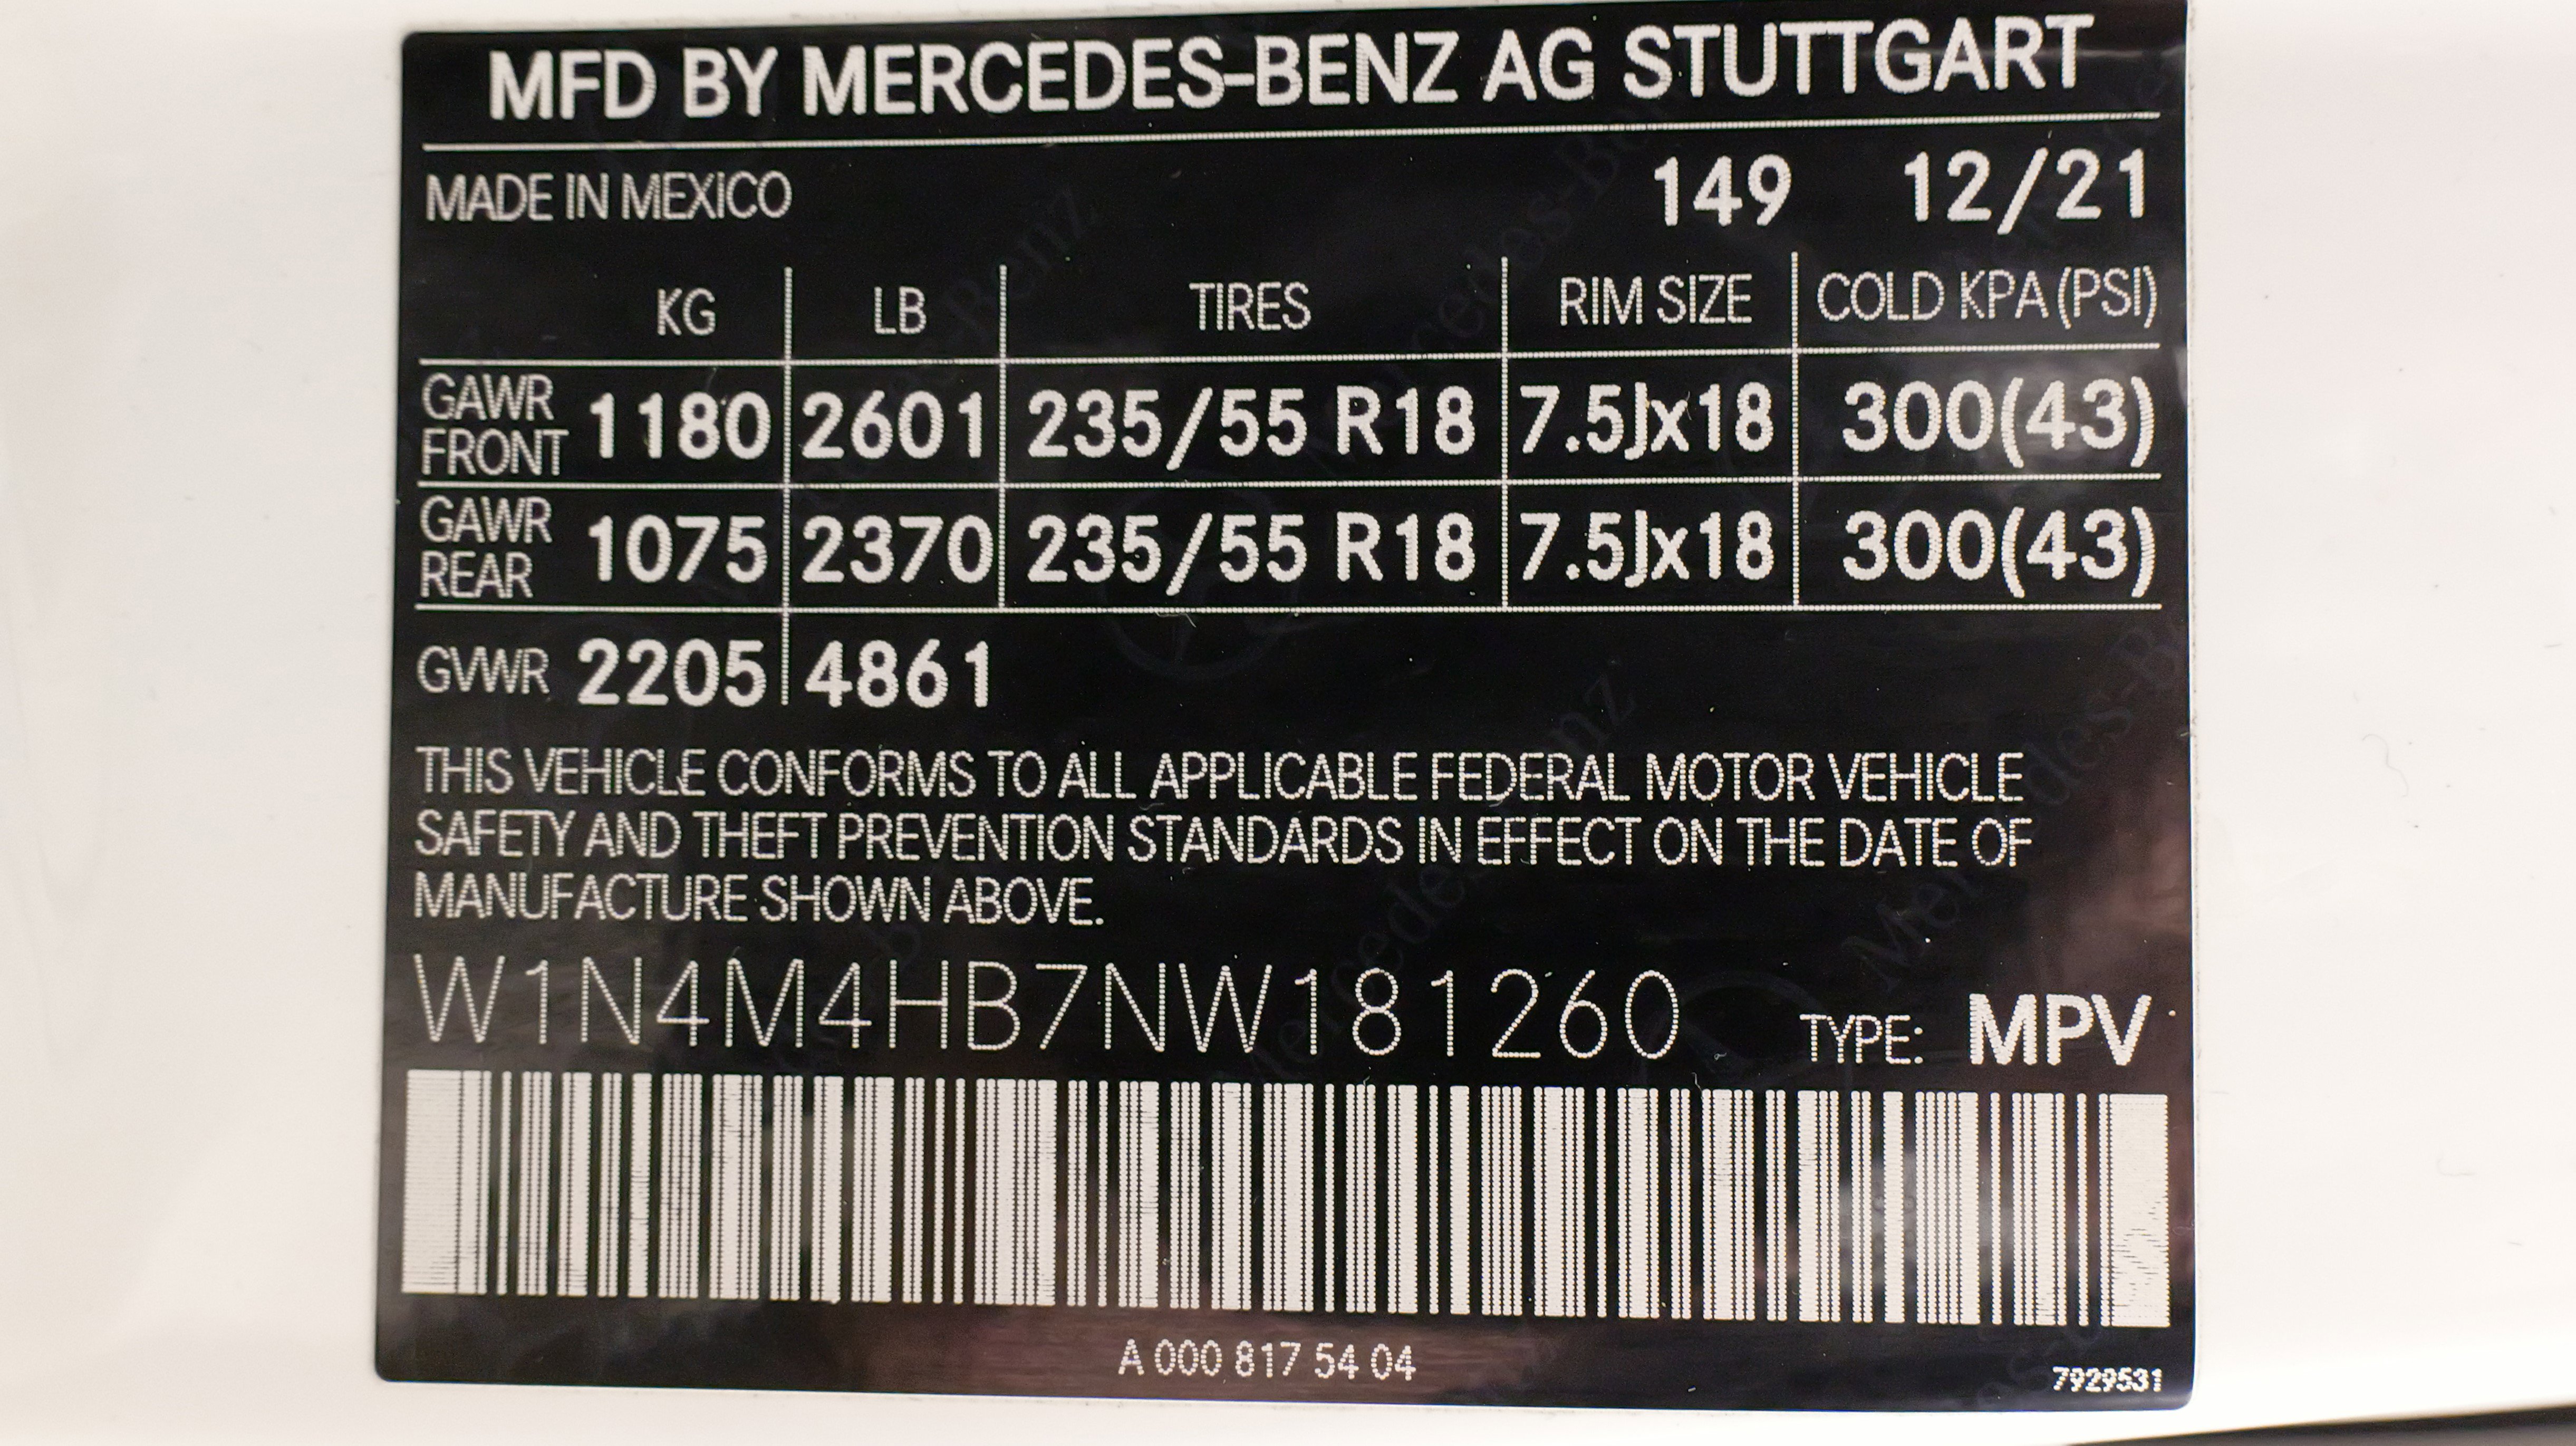 MFD BY MERCEDES-BENZ AG STUTTGART
MADE IN MEXICO 149 12/21
KG LB TIRES RIM SIZE COLD KPA (PSI)
GAWR FRONT 1180 2601 235/55 R18 7.5Jx18 300(43)
GAWR REAR 1075 2370 235/55 R18 7.5Jx18 300(43)
GVWR 2205 4861
THIS VEHICLE CONFORMS TO ALL APPLICABLE FEDERAL MOTOR VEHICLE
SAFETY AND THEFT PREVENTION STANDARDS IN EFFECT ON THE DATE OF
MANUFACTURE SHOWN ABOVE.
W1N4M4HB7NW181260 TYPE: MPV
A 000 817 54 04
7929531